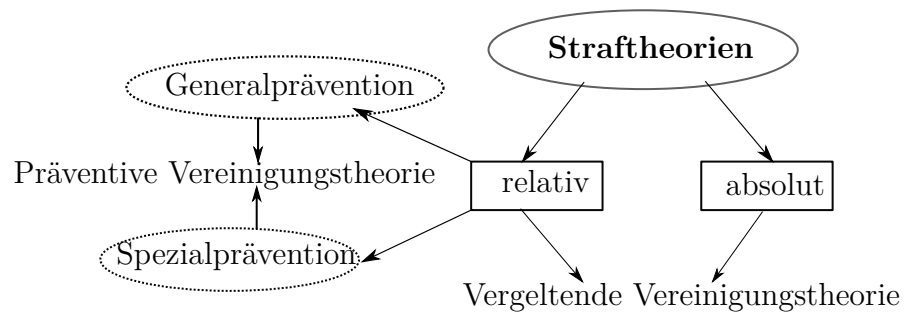 Straftheorien
Generalprävention
Präventive Vereinigungstheorie
relativ
absolut
Spezialprävention
Vergeltende Vereinigungstheorie